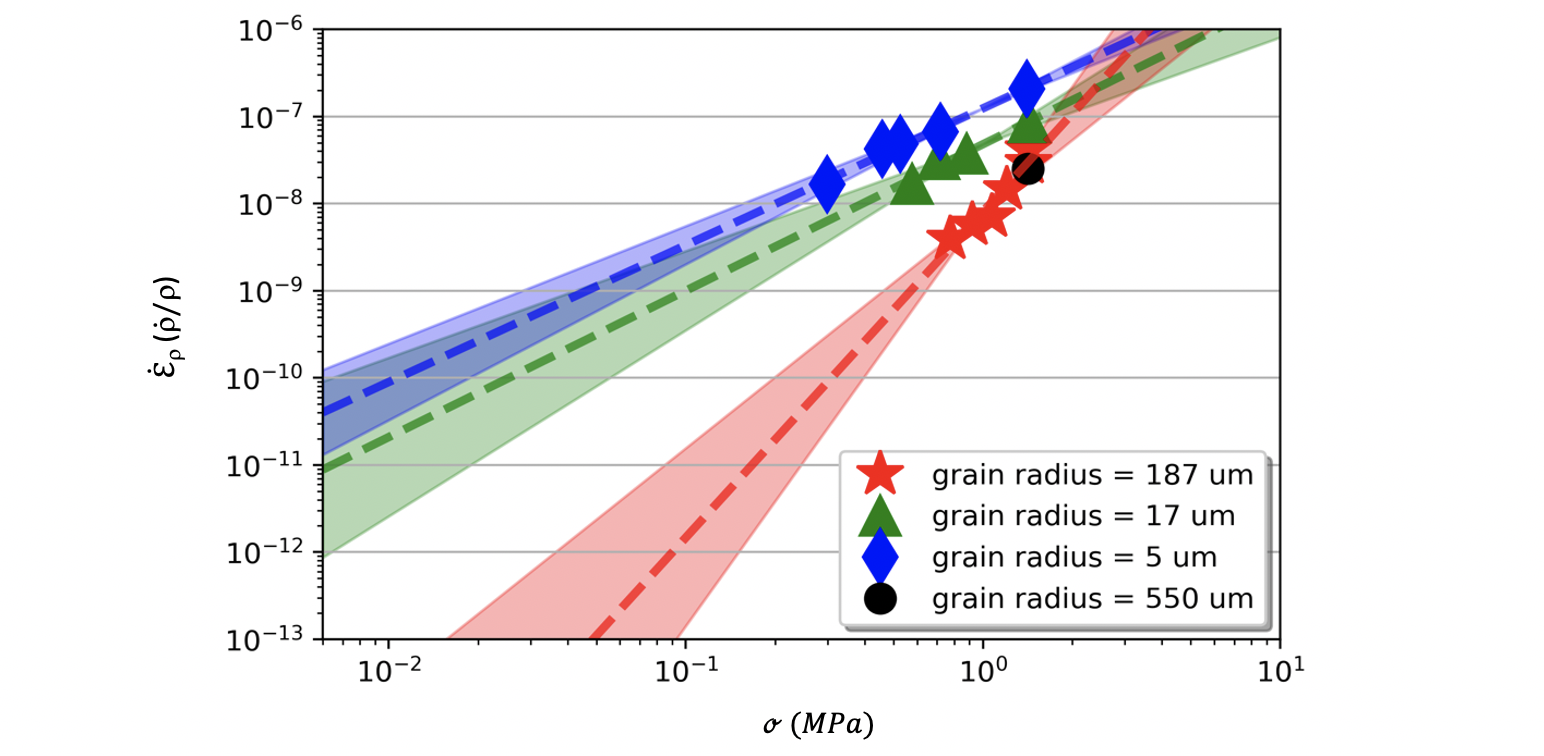 10⁻⁶
10⁻⁷
10⁻⁸
10⁻⁹
10⁻¹⁰
10⁻¹¹
10⁻¹²
10⁻¹³
ε̇ρ (ρ̇/ρ)
grain radius = 187 um
grain radius = 17 um
grain radius = 5 um
grain radius = 550 um
10⁻² 10⁻¹ 10⁰ 10¹
σ (MPa)